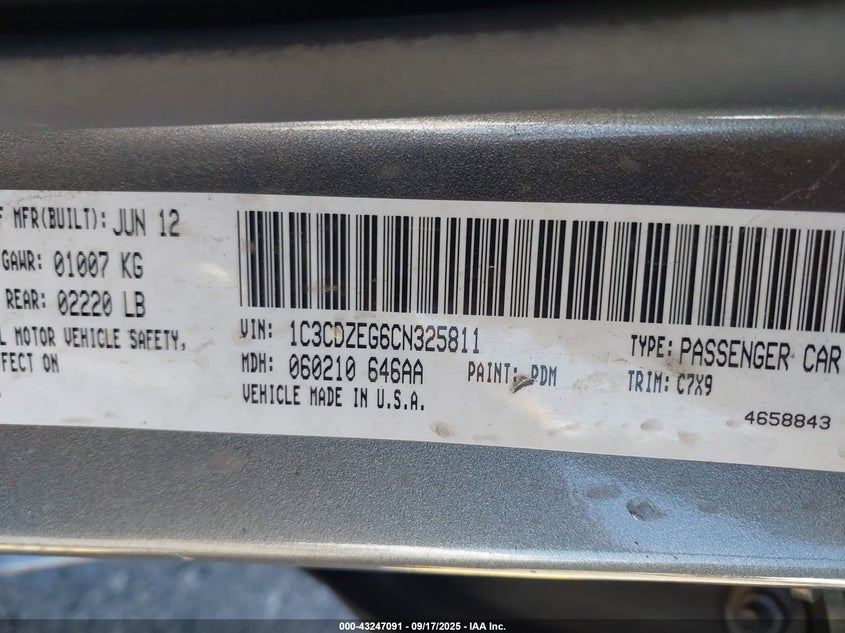 F MFR(BUILT): JUN 12
GAWR: 01007 KG
REAR: 02220 LB
L MOTOR VEHICLE SAFETY,
FFECT ON
VIN: 1C3CDZEG6CN325811 TYPE: PASSENGER CAR
MDH: 060210 646AA PAINT: PDM TRIM: C7X9
VEHICLE MADE IN U.S.A.
4658843
000-43247091 - 09/17/2025 - IAA Inc.